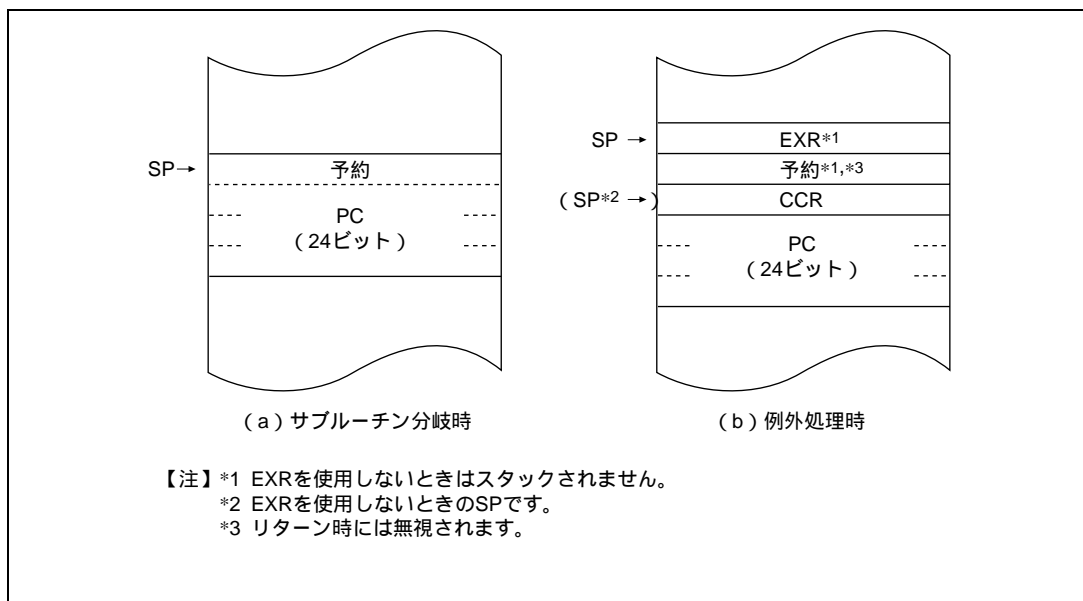 SP→
予約
PC
（24ビット）
（a）サブルーチン分岐時
SP →
EXR*1
予約*1,*3
（SP*2 →）
CCR
PC
（24ビット）
（b）例外処理時
【注】*1 EXRを使用しないときはスタックされません。
*2 EXRを使用しないときのSPです。
*3 リターン時には無視されます。